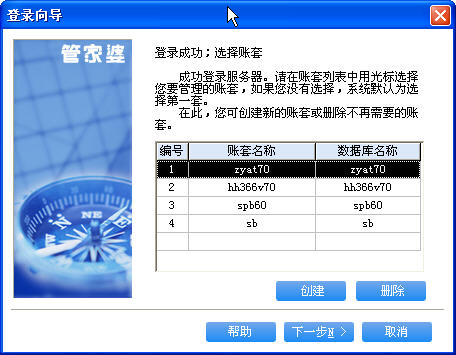 登录向导
管家婆
登录成功；选择账套
成功登录服务器。请在账套列表中用光标选择
您要管理的账套，如果您没有选择，系统默认为选
择第一套。
在此，您可创建新的账套或删除不再需要的账
套。
编号 账套名称 数据库名称
1 zyat70 zyat70
2 hh366v70 hh366v70
3 spb60 spb60
4 sb sb
创建 删除
帮助 下一步N > 取消